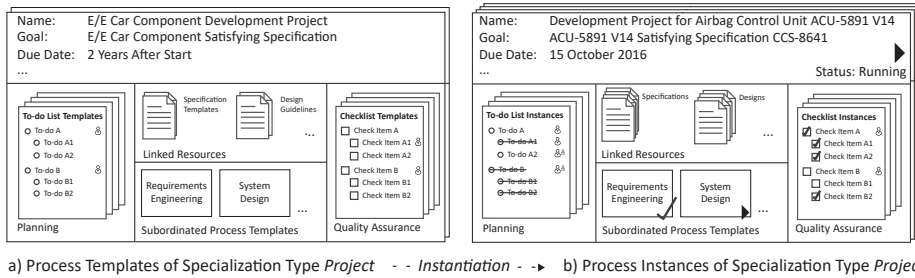 Name: E/E Car Component Development Project
Goal: E/E Car Component Satisfying Specification
Due Date: 2 Years After Start
...
To-do List Templates
To-do A
To-do A1
To-do A2
To-do B
To-do B1
To-do B2
Planning
Specification
Templates
Design
Guidelines
...
Linked Resources
Requirements
Engineering
System
Design
...
Subordinated Process Templates
Checklist Templates
Check Item A
Check Item A1
Check Item A2
Check Item B
Check Item B1
Check Item B2
Quality Assurance
Name: Development Project for Airbag Control Unit ACU-5891 V14
Goal: ACU-5891 V14 Satisfying Specification CCS-8641
Due Date: 15 October 2016
...
Status: Running
To-do List Instances
To-do A
To-do A1
To-do A2
To-do B
To-do B1
To-do B2
Planning
Specifications
Designs
...
Linked Resources
Requirements
Engineering
System
Design
...
Subordinated Process Templates
Checklist Instances
Check Item A
Check Item A1
Check Item A2
Check Item B
Check Item B1
Check Item B2
Quality Assurance
a) Process Templates of Specialization Type Project - - Instantiation - - b) Process Instances of Specialization Type Proje